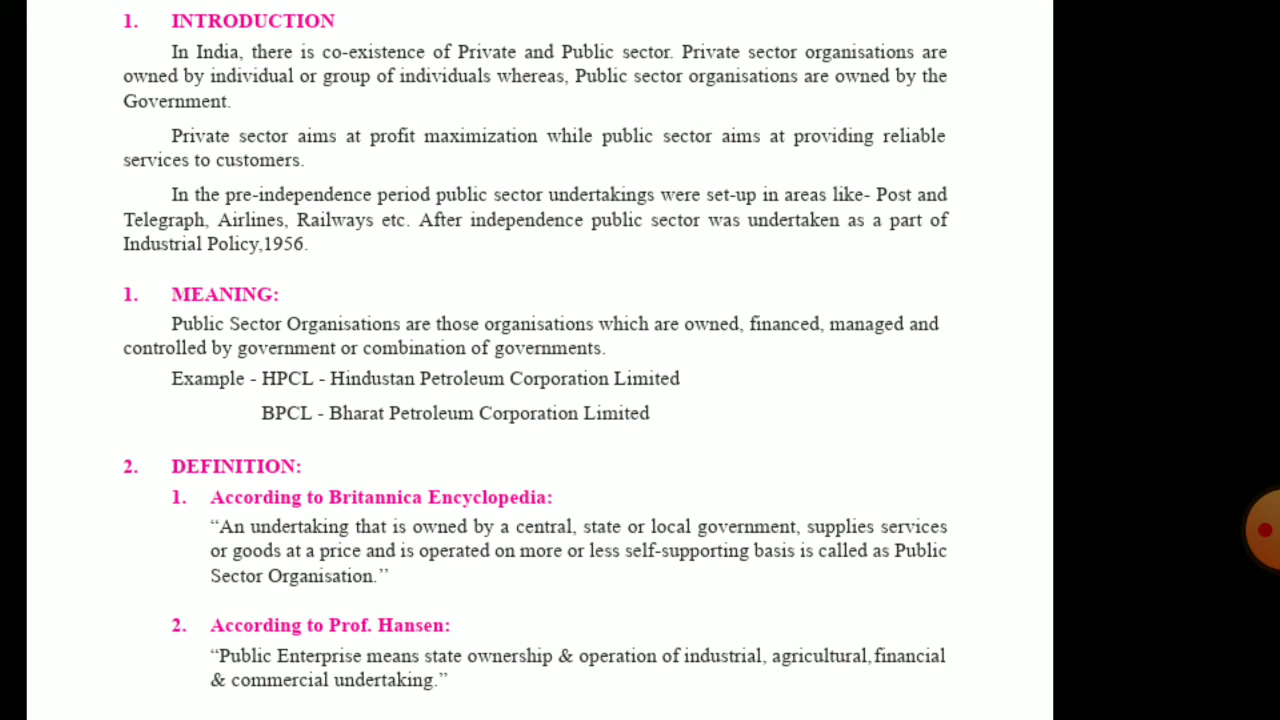 1. INTRODUCTION
In India, there is co-existence of Private and Public sector. Private sector organisations are
owned by individual or group of individuals whereas, Public sector organisations are owned by the
Government.
Private sector aims at profit maximization while public sector aims at providing reliable
services to customers.
In the pre-independence period public sector undertakings were set-up in areas like- Post and
Telegraph, Airlines, Railways etc. After independence public sector was undertaken as a part of
Industrial Policy,1956.
1. MEANING:
Public Sector Organisations are those organisations which are owned, financed, managed and
controlled by government or combination of governments.
Example - HPCL - Hindustan Petroleum Corporation Limited
BPCL - Bharat Petroleum Corporation Limited
2. DEFINITION:
1. According to Britannica Encyclopedia:
“An undertaking that is owned by a central, state or local government, supplies services
or goods at a price and is operated on more or less self-supporting basis is called as Public
Sector Organisation.’’
2. According to Prof. Hansen:
“Public Enterprise means state ownership & operation of industrial, agricultural, financial
& commercial undertaking.”